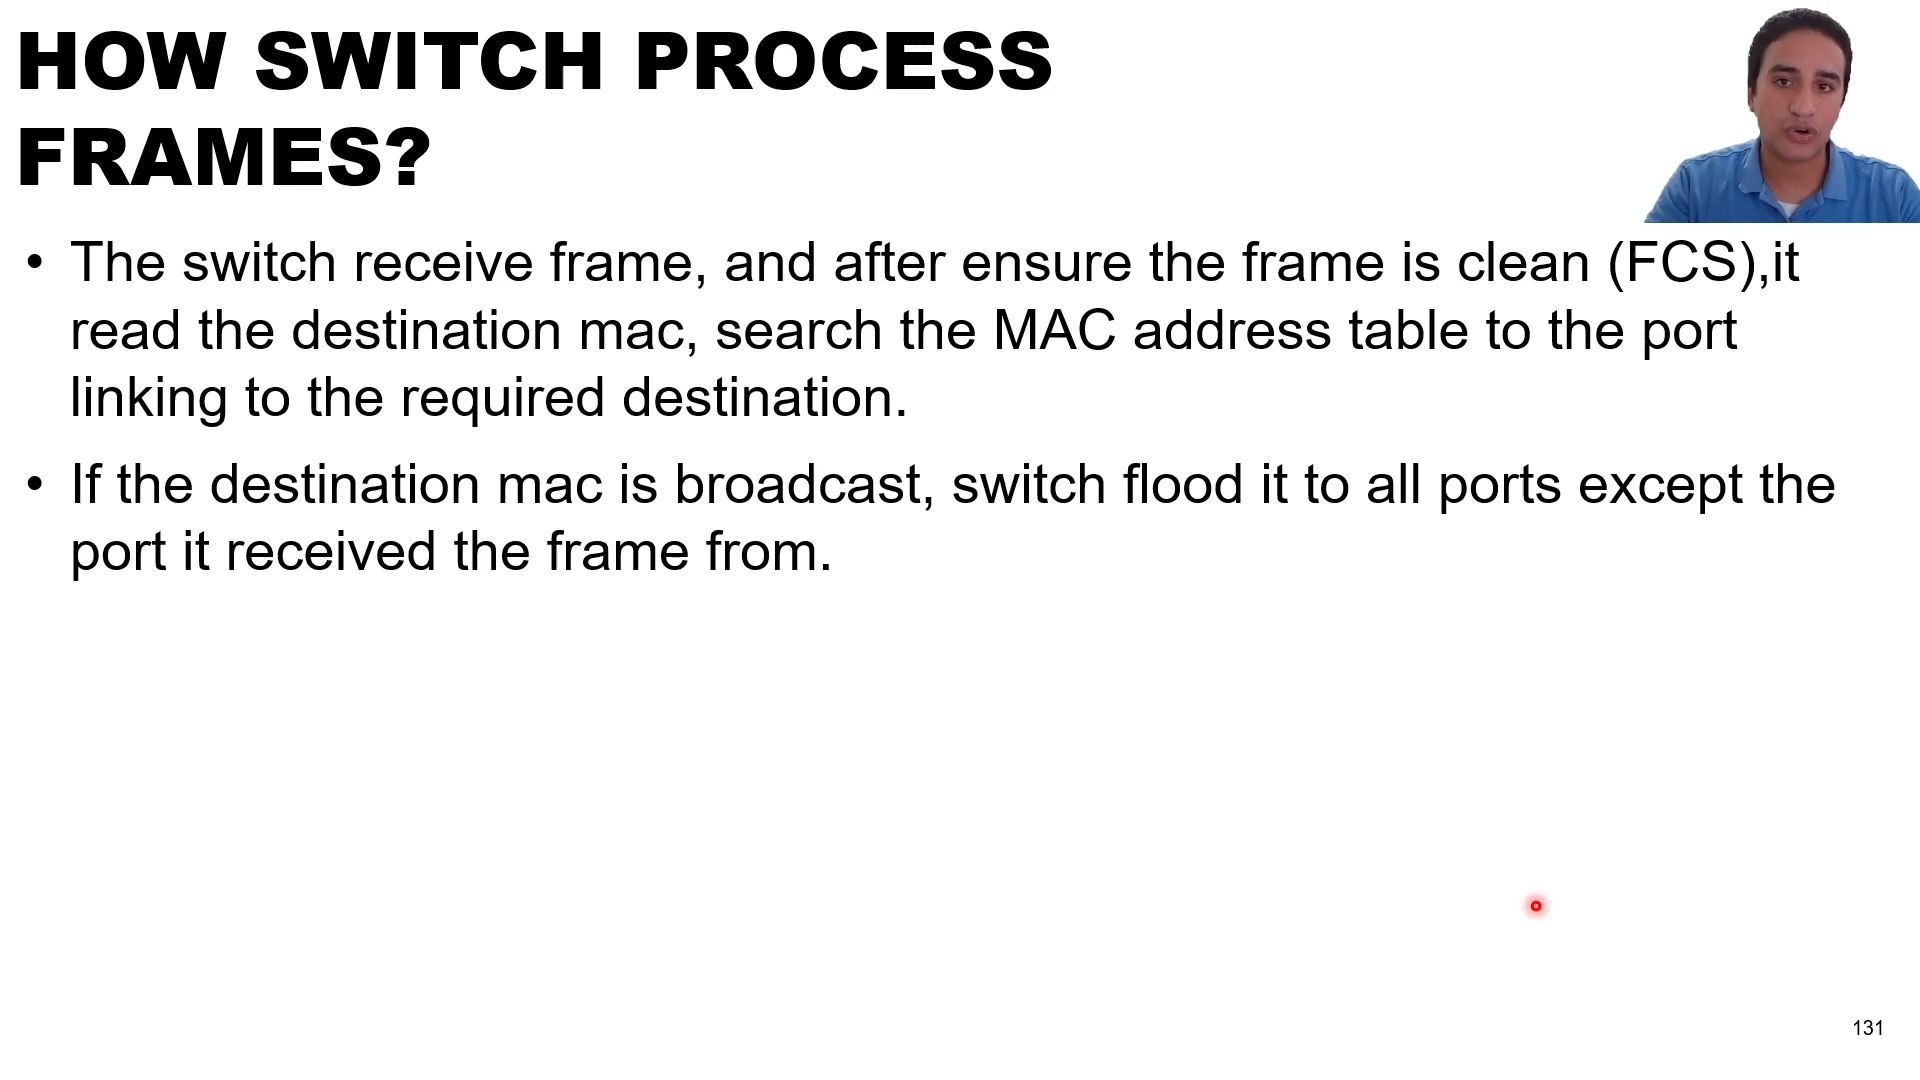 HOW SWITCH PROCESS
FRAMES?
• The switch receive frame, and after ensure the frame is clean (FCS),it
read the destination mac, search the MAC address table to the port
linking to the required destination.
• If the destination mac is broadcast, switch flood it to all ports except the
port it received the frame from.
131